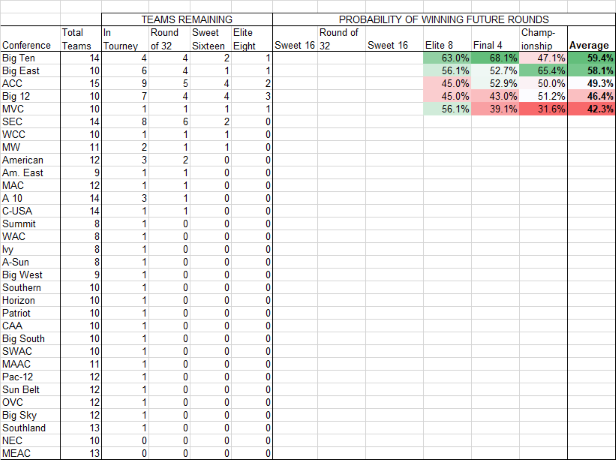 TEAMS REMAINING PROBABILITY OF WINNING FUTURE ROUNDS
Total In Round Sweet Elite Round of Champ-
Conference Teams Tourney of 32 Sixteen Eight Sweet 16 32 Sweet 16 Elite 8 Final 4 ionship Average
Big Ten 14 4 4 2 1 63.0% 68.1% 47.1% 59.4%
Big East 10 6 4 1 1 56.1% 52.7% 65.4% 58.1%
ACC 15 9 5 4 2 45.0% 52.9% 50.0% 49.3%
Big 12 10 7 4 4 3 45.0% 43.0% 51.2% 46.4%
MVC 10 1 1 1 1 56.1% 39.1% 31.6% 42.3%
SEC 14 8 6 2 0
WCC 10 1 1 1 0
MW 11 2 1 1 0
American 12 3 2 0 0
Am. East 9 1 1 0 0
MAC 12 1 1 0 0
A 10 14 3 1 0 0
C-USA 14 1 1 0 0
Summit 8 1 0 0 0
WAC 8 1 0 0 0
Ivy 8 1 0 0 0
A-Sun 8 1 0 0 0
Big West 9 1 0 0 0
Southern 10 1 0 0 0
Horizon 10 1 0 0 0
Patriot 10 1 0 0 0
CAA 10 1 0 0 0
Big South 10 1 0 0 0
SWAC 10 1 0 0 0
MAAC 11 1 0 0 0
Pac-12 12 1 0 0 0
Sun Belt 12 1 0 0 0
OVC 12 1 0 0 0
Big Sky 12 1 0 0 0
Southland 13 1 0 0 0
NEC 10 0 0 0 0
MEAC 13 0 0 0 0